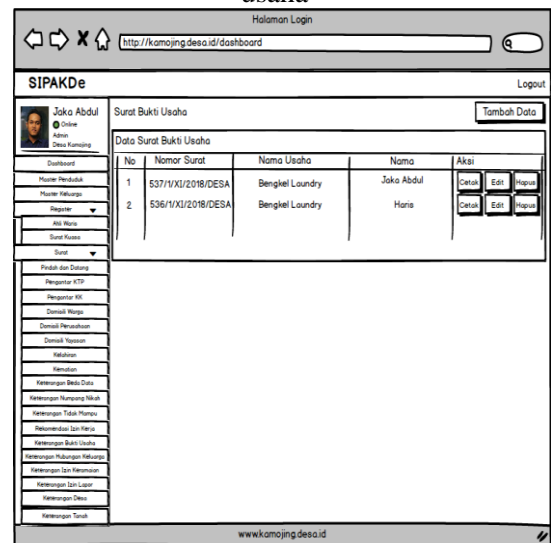 usaha
Halaman Login
http://kamojing.desa.id/dashboard
SIPAKDe
Logout
Jaka Abdul
Online
Admin
Desa Kamojing
Surat Bukti Usaha
Tambah Data
Data Surat Bukti Usaha
No Nomor Surat Nama Usaha Nama Aksi
1 537/1/XI/2018/DESA Bengkel Laundry Jaka Abdul Cetak Edit Hapus
2 536/1/XI/2018/DESA Bengkel Laundry Haris Cetak Edit Hapus
Dashboard
Master Penduduk
Master Keluarga
Register
Ahli Waris
Surat Kuasa
Surat
Pindah dan Datang
Pengantar KTP
Pengantar KK
Domisili Warga
Domisili Perusahaan
Domisili Yayasan
Kelahiran
Kematian
Keterangan Beda Data
Keterangan Numpang Nikah
Keterangan Tidak Mampu
Rekomendasi Izin Kerja
Keterangan Bukti Usaha
Keterangan Hubungan Keluarga
Keterangan Izin Keramaian
Keterangan Izin Lapor
Keterangan Desa
Keterangan Tanah
www.kamojing.desa.id